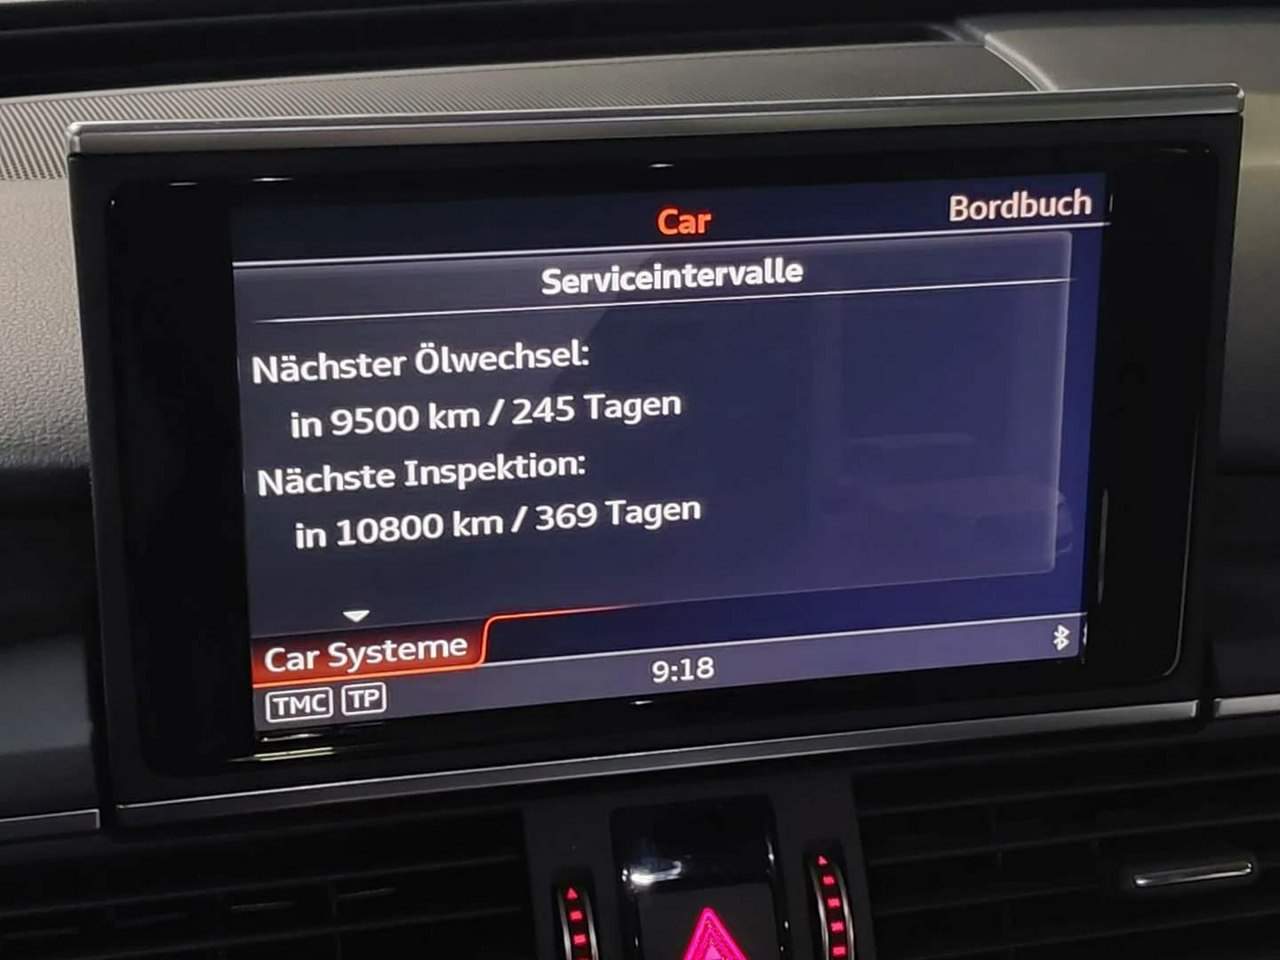 Car
Bordbuch
Serviceintervalle
Nächster Ölwechsel:
in 9500 km / 245 Tagen
Nächste Inspektion:
in 10800 km / 369 Tagen
Car Systeme
TMC TP
9:18